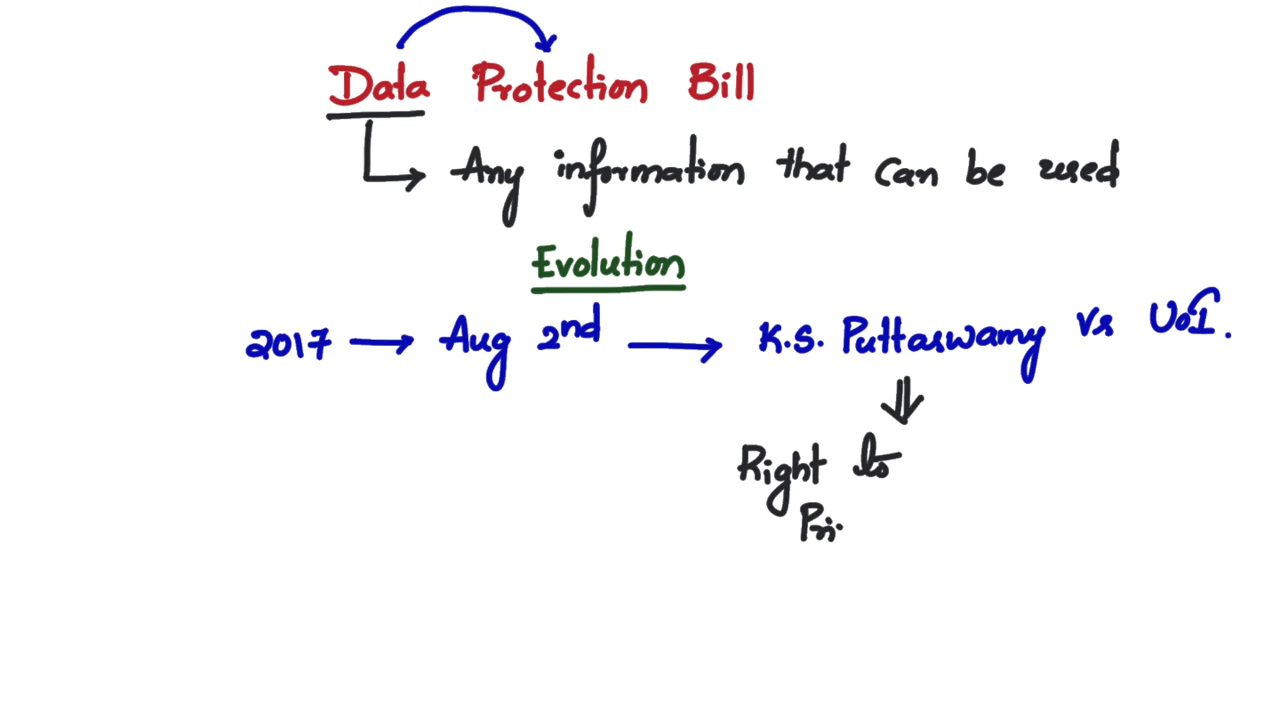 Data Protection Bill
Any information that can be used
Evolution
2017 → Aug 2nd → K.S. Puttaswamy vs UoI.
Right to
Pri